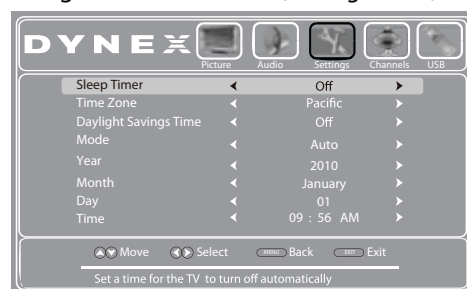 DYNEX
Picture Audio Settings Channels USB
Sleep Timer Off
Time Zone Pacific
Daylight Savings Time Off
Mode Auto
Year 2010
Month January
Day 01
Time 09 : 56 AM
Move Select MENU Back EXIT Exit
Set a time for the TV to turn off automatically